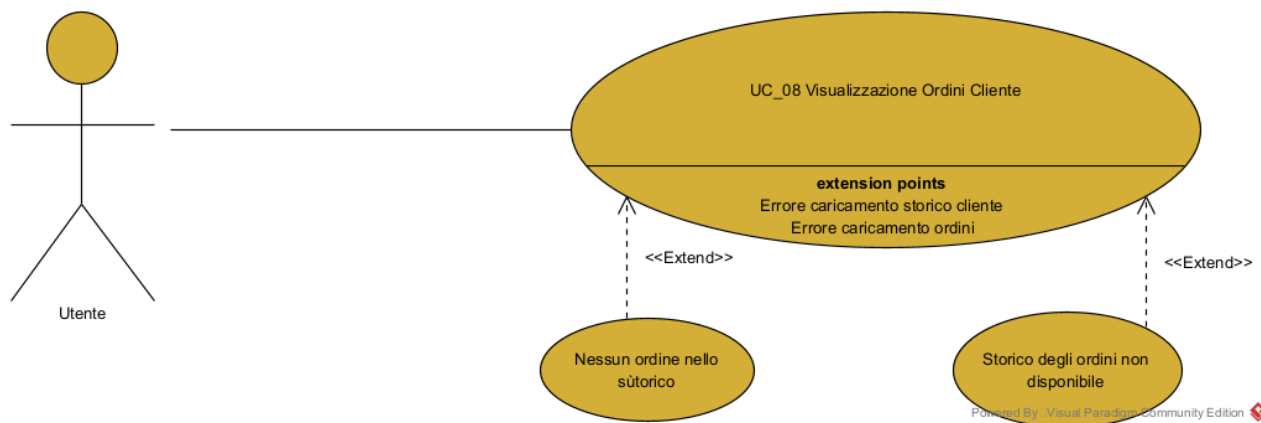 UC_08 Visualizzazione Ordini Cliente
extension points
Errore caricamento storico cliente
Errore caricamento ordini
<<Extend>>
<<Extend>>
Utente
Nessun ordine nello
sùtorico
Storico degli ordini non
disponibile
Powered By Visual Paradigm Community Edition